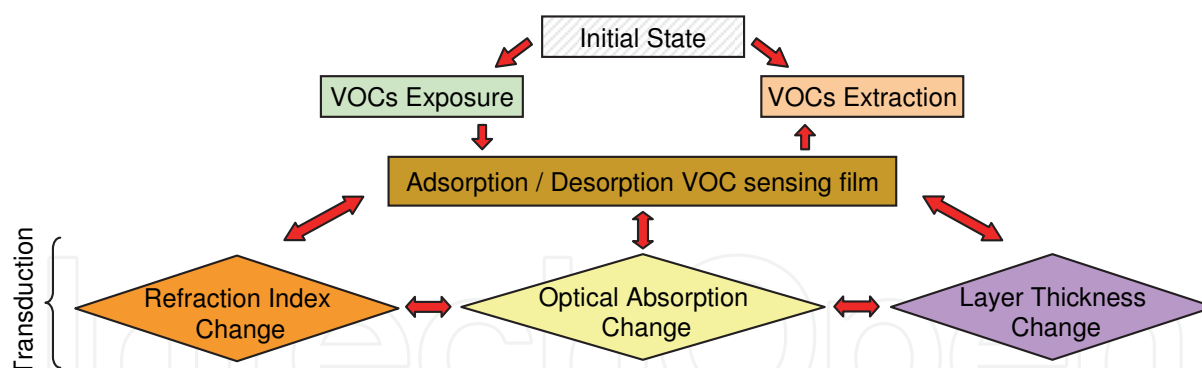 Initial State
VOCs Exposure
VOCs Extraction
Adsorption / Desorption VOC sensing film
Transduction
Refraction Index
Change
Optical Absorption
Change
Layer Thickness
Change
IntechOpen